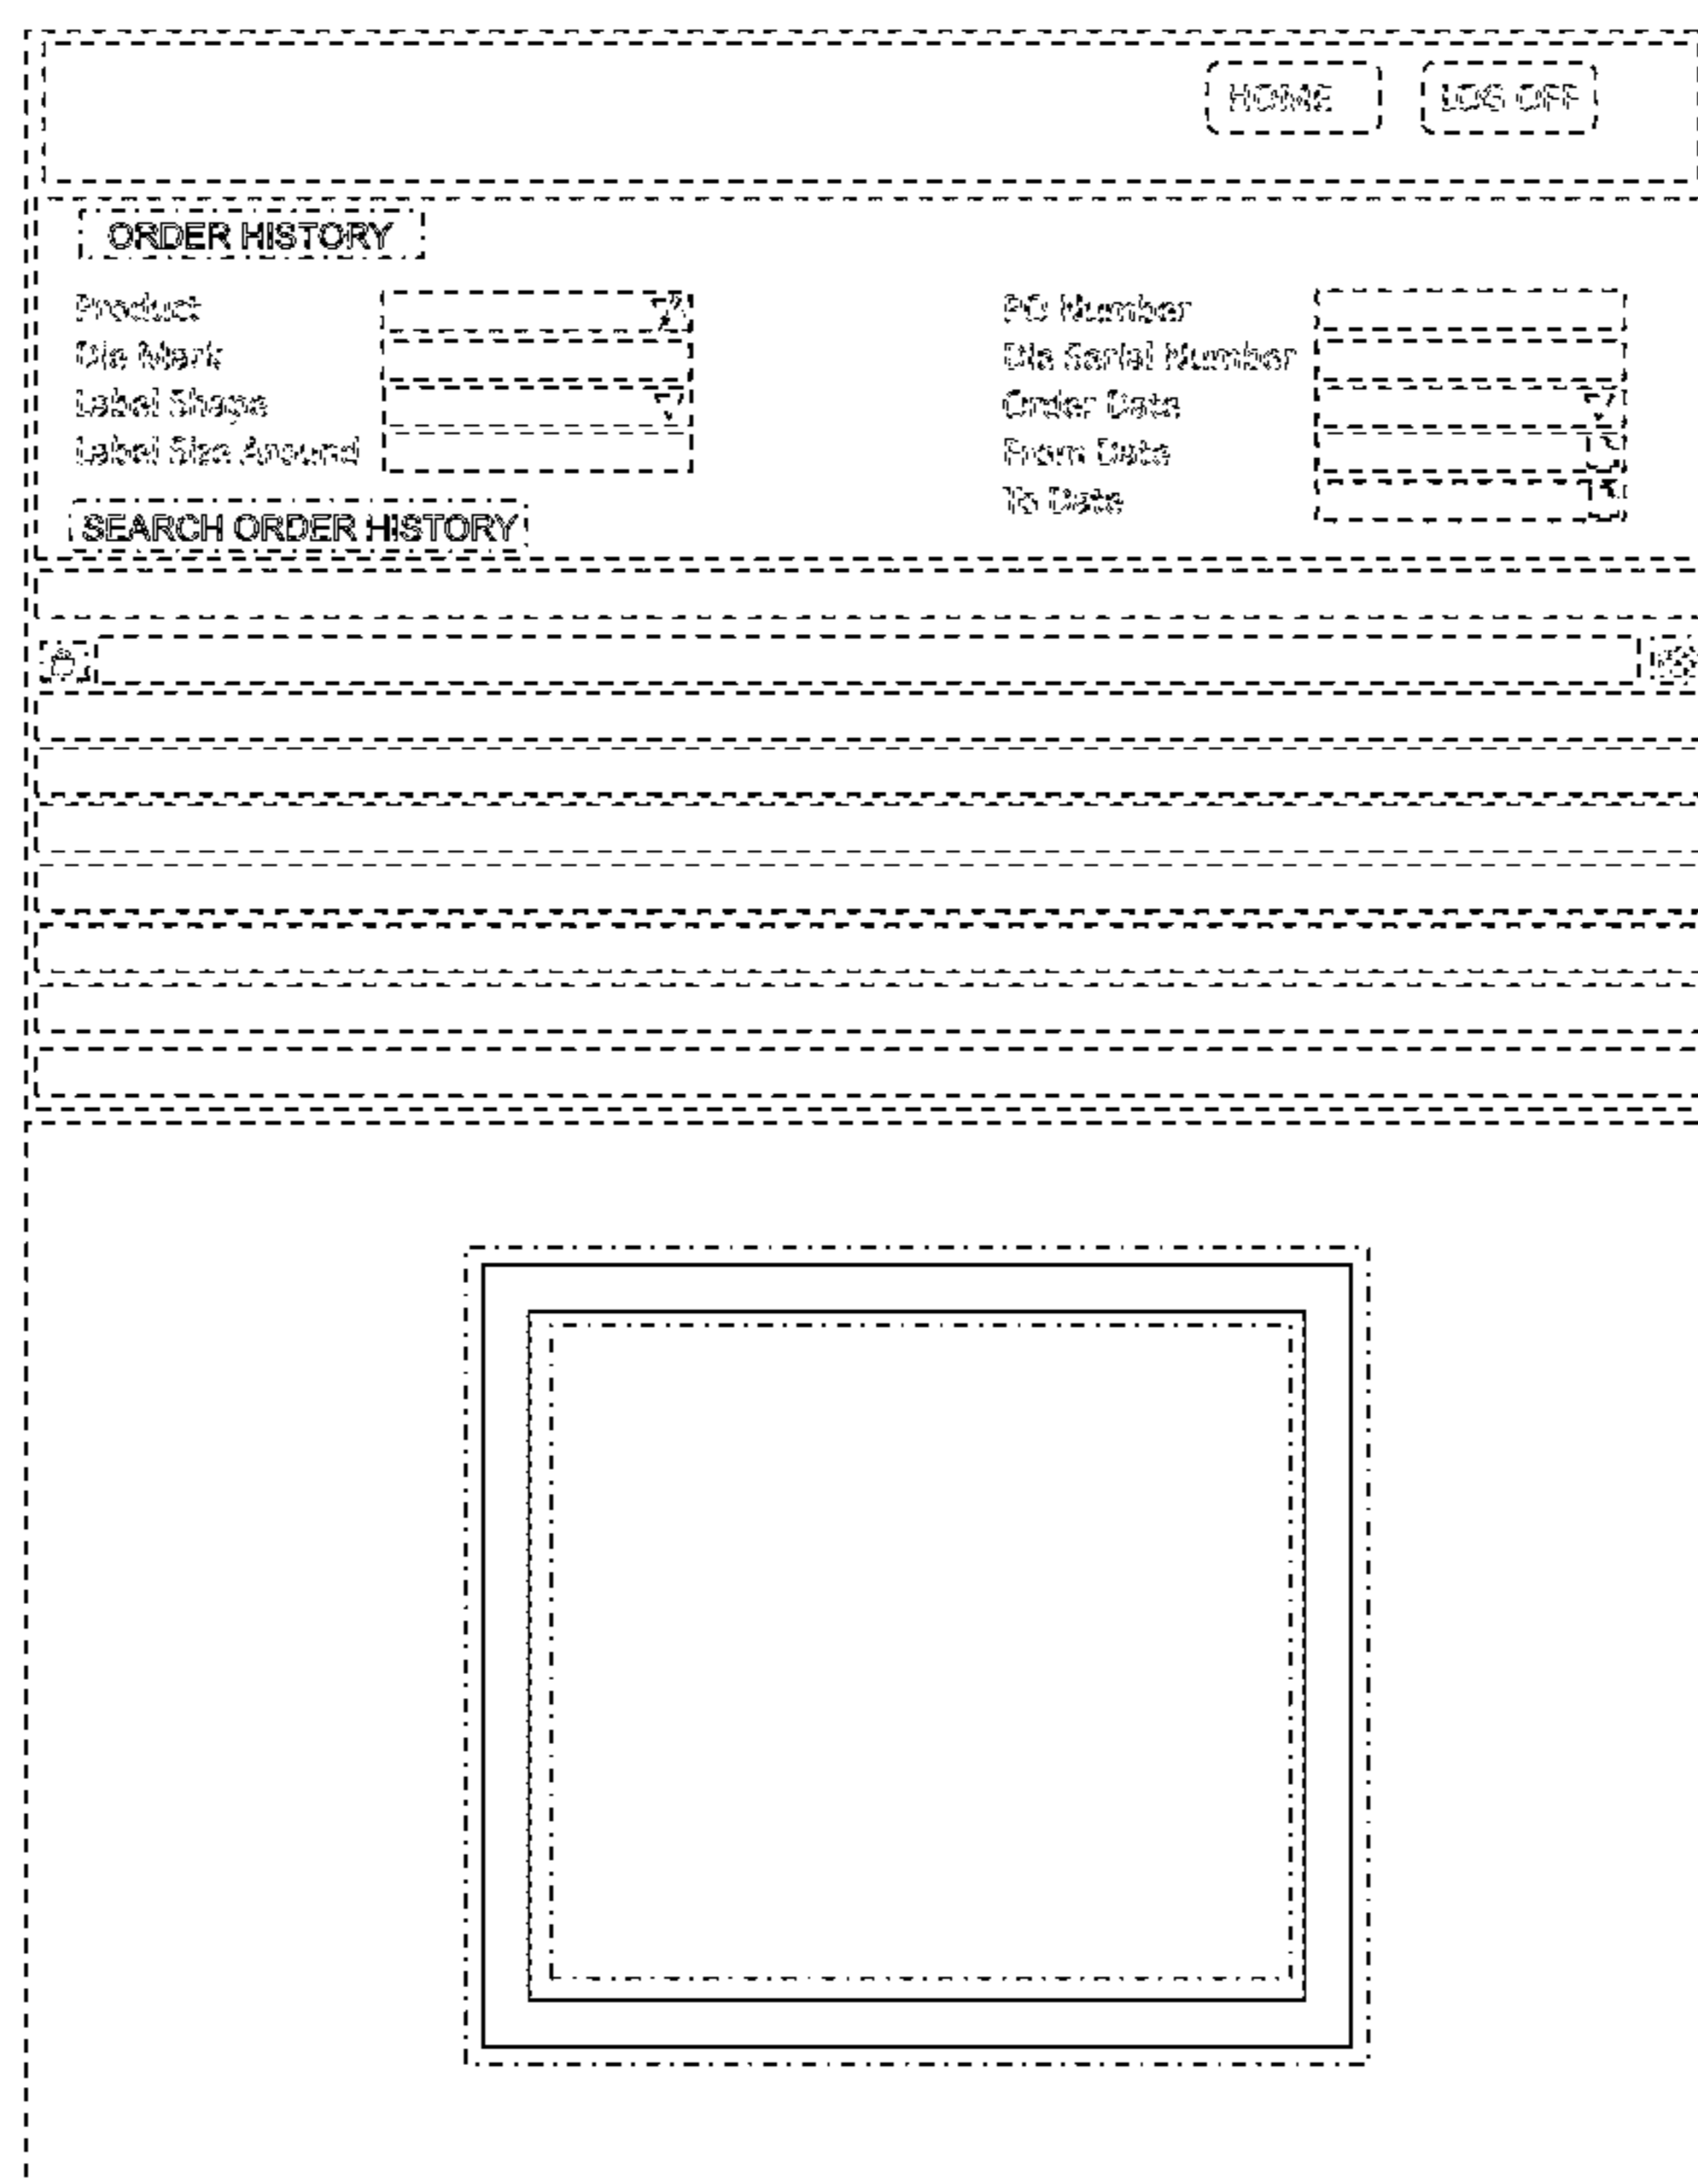 HOME LOG OFF
ORDER HISTORY
Product PO Number
Die Mark Die Serial Number
Label Shape Order Date
Label Size Around From Date
To Date
SEARCH ORDER HISTORY